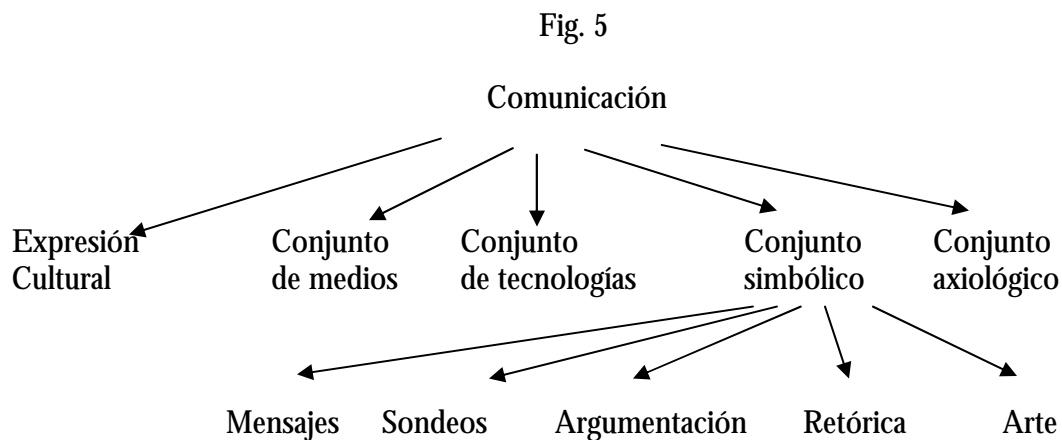 Fig. 5
Comunicación
Expresión Cultural
Conjunto de medios
Conjunto de tecnologías
Conjunto simbólico
Conjunto axiológico
Mensajes Sondeos Argumentación Retórica Arte